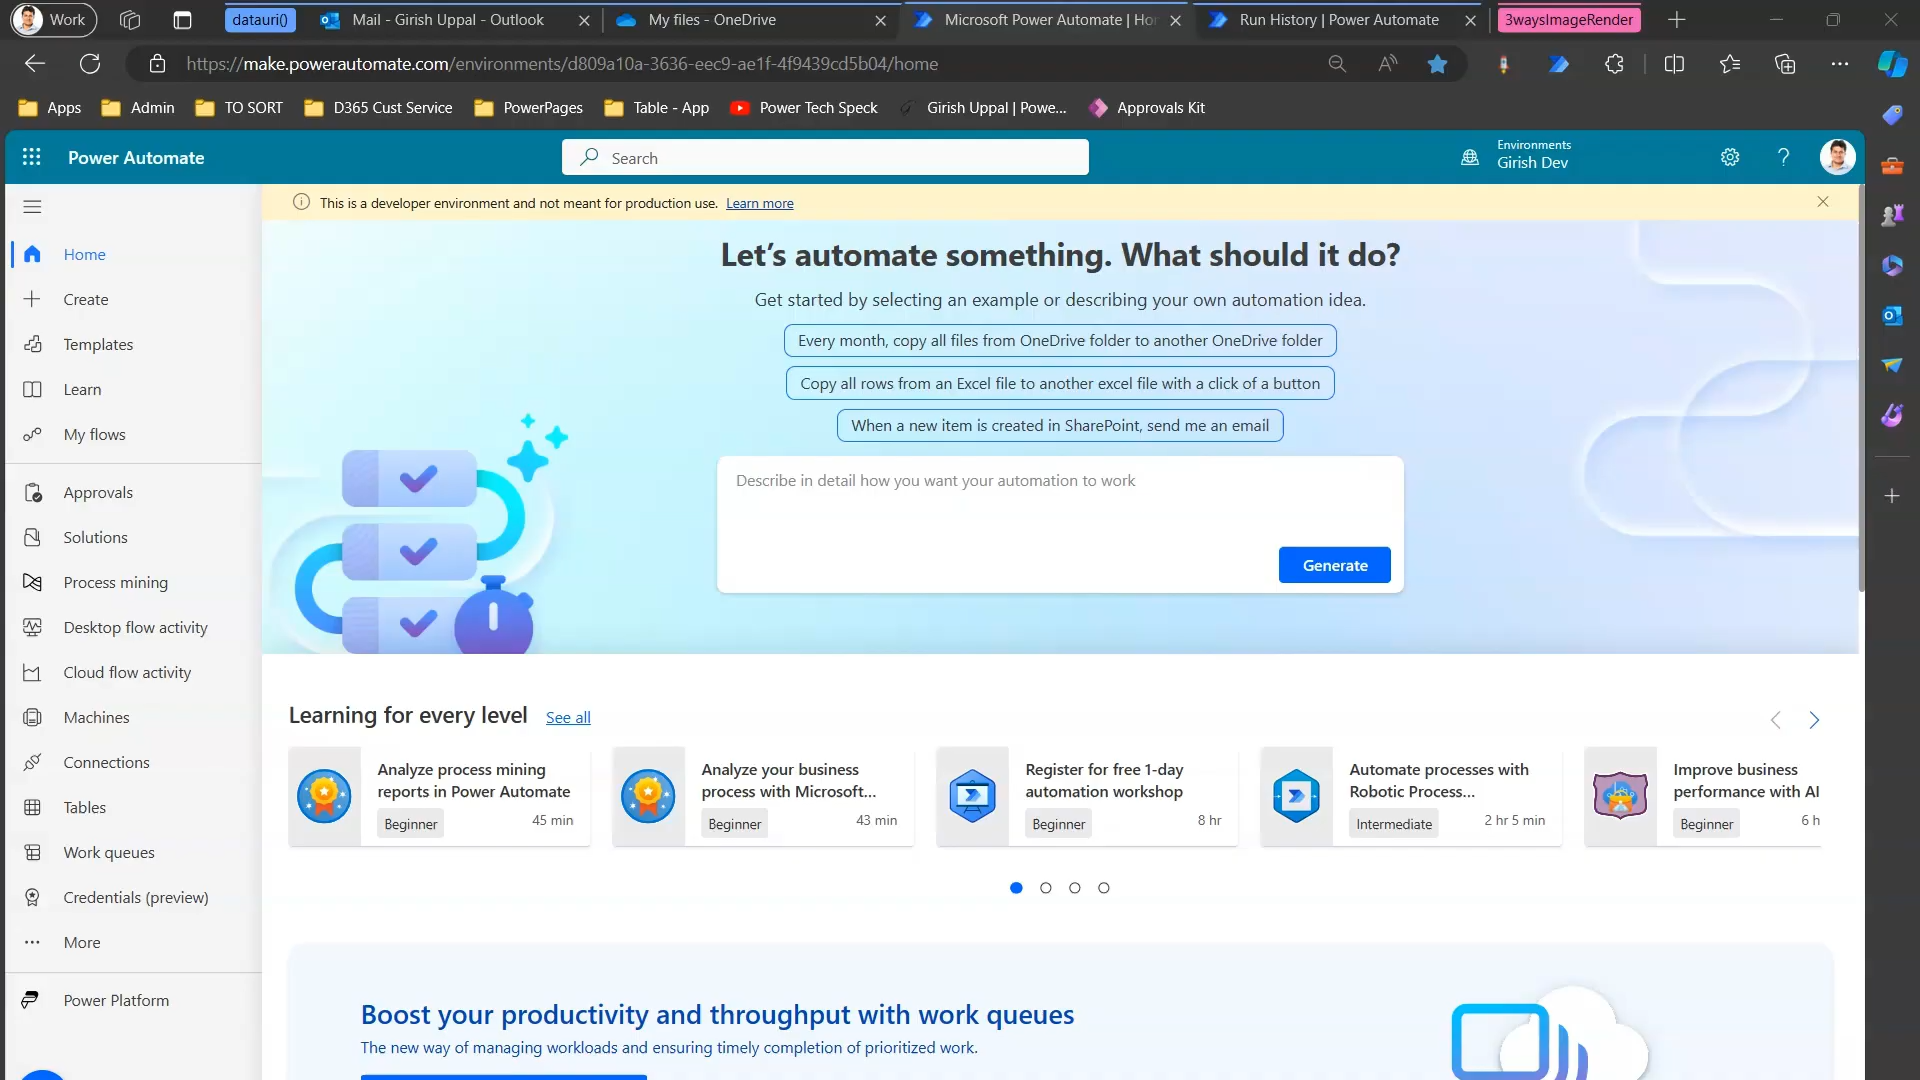 Work
datauri()
Mail - Girish Uppal - Outlook
My files - OneDrive
Microsoft Power Automate | Ho
Run History | Power Automate
3waysImageRender
https://make.powerautomate.com/environments/d809a10a-3636-eec9-ae1f-4f9439cd5b04/home
Apps
Admin
TO SORT
D365 Cust Service
PowerPages
Table - App
Power Tech Speck
Girish Uppal | Powe...
Approvals Kit
Power Automate
Search
Environments
Girish Dev
This is a developer environment and not meant for production use. Learn more
Home
Create
Templates
Learn
My flows
Approvals
Solutions
Process mining
Desktop flow activity
Cloud flow activity
Machines
Connections
Tables
Work queues
Credentials (preview)
More
Power Platform
Let’s automate something. What should it do?
Get started by selecting an example or describing your own automation idea.
Every month, copy all files from OneDrive folder to another OneDrive folder
Copy all rows from an Excel file to another excel file with a click of a button
When a new item is created in SharePoint, send me an email
Describe in detail how you want your automation to work
Generate
Learning for every level See all
Analyze process mining
reports in Power Automate
Beginner 45 min
Analyze your business
process with Microsoft...
Beginner 43 min
Register for free 1-day
automation workshop
Beginner 8 hr
Automate processes with
Robotic Process...
Intermediate 2 hr 5 min
Improve business
performance with AI
Beginner 6 h
Boost your productivity and throughput with work queues
The new way of managing workloads and ensuring timely completion of prioritized work.